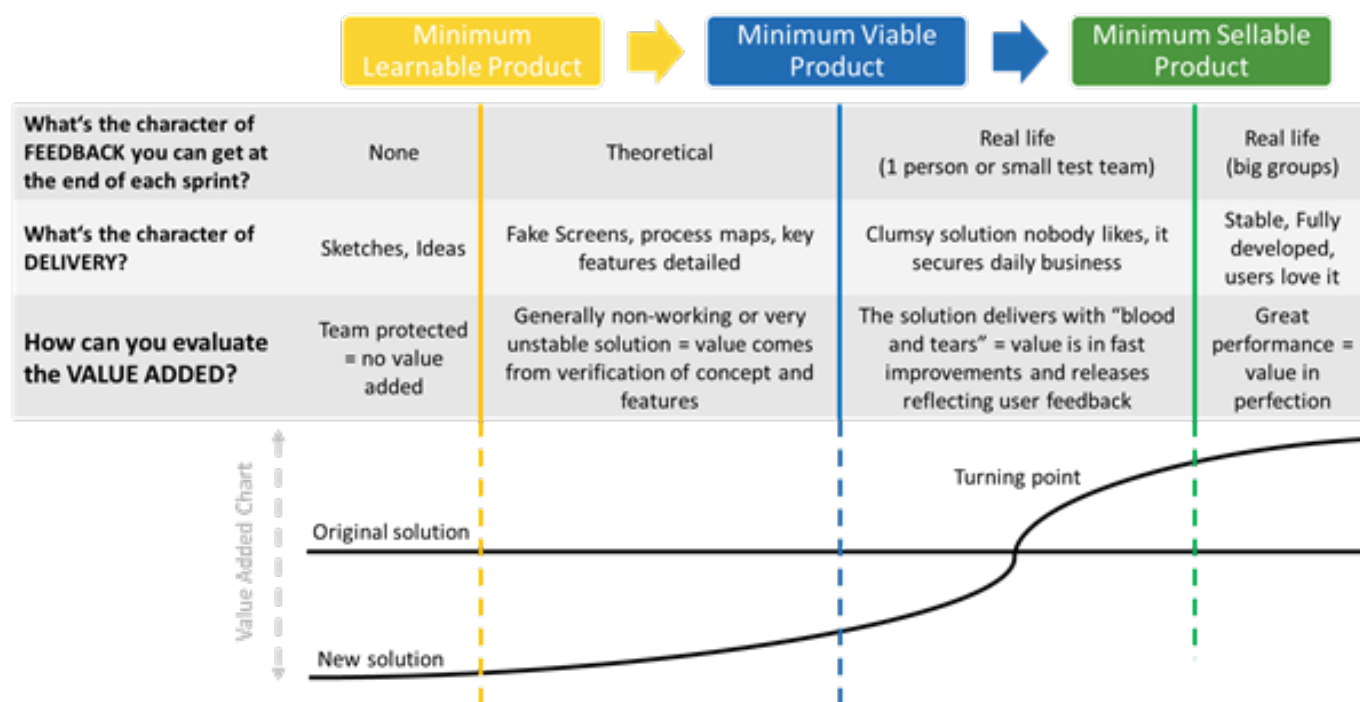 Minimum
Learnable Product
Minimum Viable
Product
Minimum Sellable
Product
What's the character of
FEEDBACK you can get at
the end of each sprint?
None
Theoretical
Real life
(1 person or small test team)
Real life
(big groups)
What's the character of
DELIVERY?
Sketches, Ideas
Fake Screens, process maps, key
features detailed
Clumsy solution nobody likes, it
secures daily business
Stable, Fully
developed,
users love it
How can you evaluate
the VALUE ADDED?
Team protected
= no value
added
Generally non-working or very
unstable solution = value comes
from verification of concept and
features
The solution delivers with “blood
and tears” = value is in fast
improvements and releases
reflecting user feedback
Great
performance =
value in
perfection
Value Added Chart
Turning point
Original solution
New solution